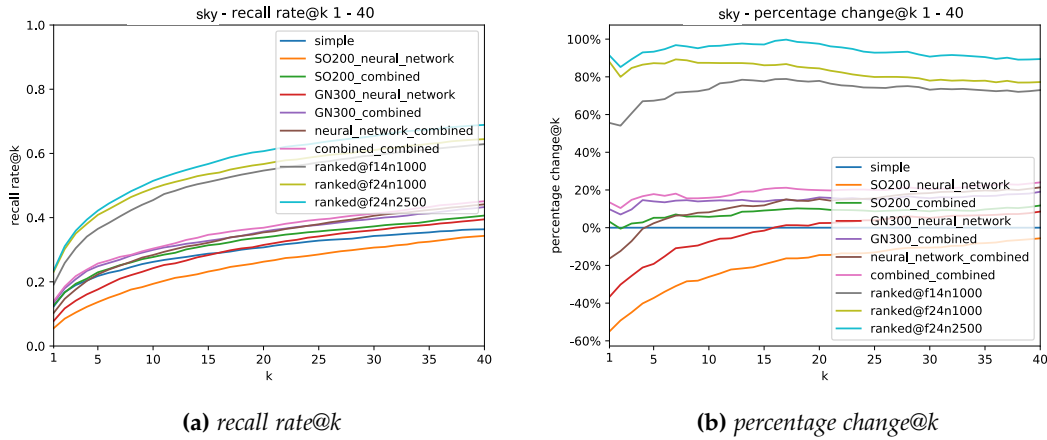 sky - recall rate@k 1 - 40
1.0
0.8
0.6
0.4
0.2
0.0
recall rate@k
1
5
10
15
20
25
30
35
40
k
simple
SO200_neural_network
SO200_combined
GN300_neural_network
GN300_combined
neural_network_combined
combined_combined
ranked@f14n1000
ranked@f24n1000
ranked@f24n2500
(a) recall rate@k
sky - percentage change@k 1 - 40
100%
80%
60%
40%
20%
0%
-20%
-40%
-60%
percentage change@k
1
5
10
15
20
25
30
35
40
k
simple
SO200_neural_network
SO200_combined
GN300_neural_network
GN300_combined
neural_network_combined
combined_combined
ranked@f14n1000
ranked@f24n1000
ranked@f24n2500
(b) percentage change@k